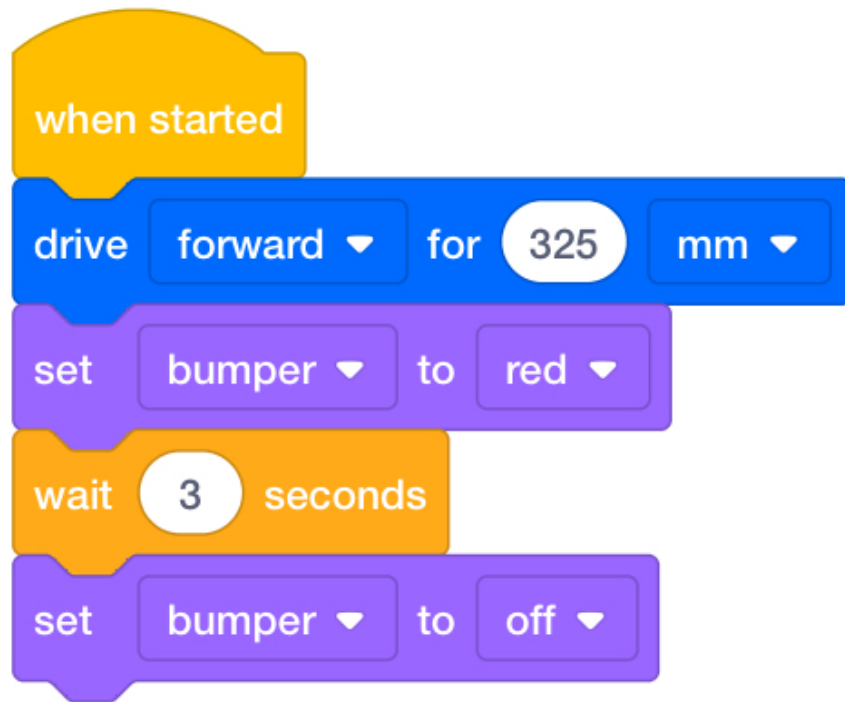 when started
drive forward for 325 mm
set bumper to red
wait 3 seconds
set bumper to off